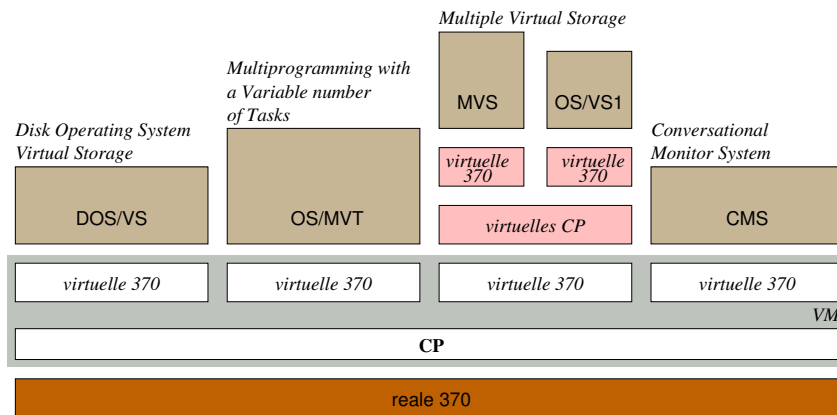 Multiple Virtual Storage
Multiprogramming with
a Variable number
of Tasks
MVS
OS/VS1
Disk Operating System
Virtual Storage
Conversational
Monitor System
virtuelle
370
virtuelle
370
DOS/VS
OS/MVT
virtuelles CP
CMS
virtuelle 370
virtuelle 370
virtuelle 370
virtuelle 370
VM
CP
reale 370